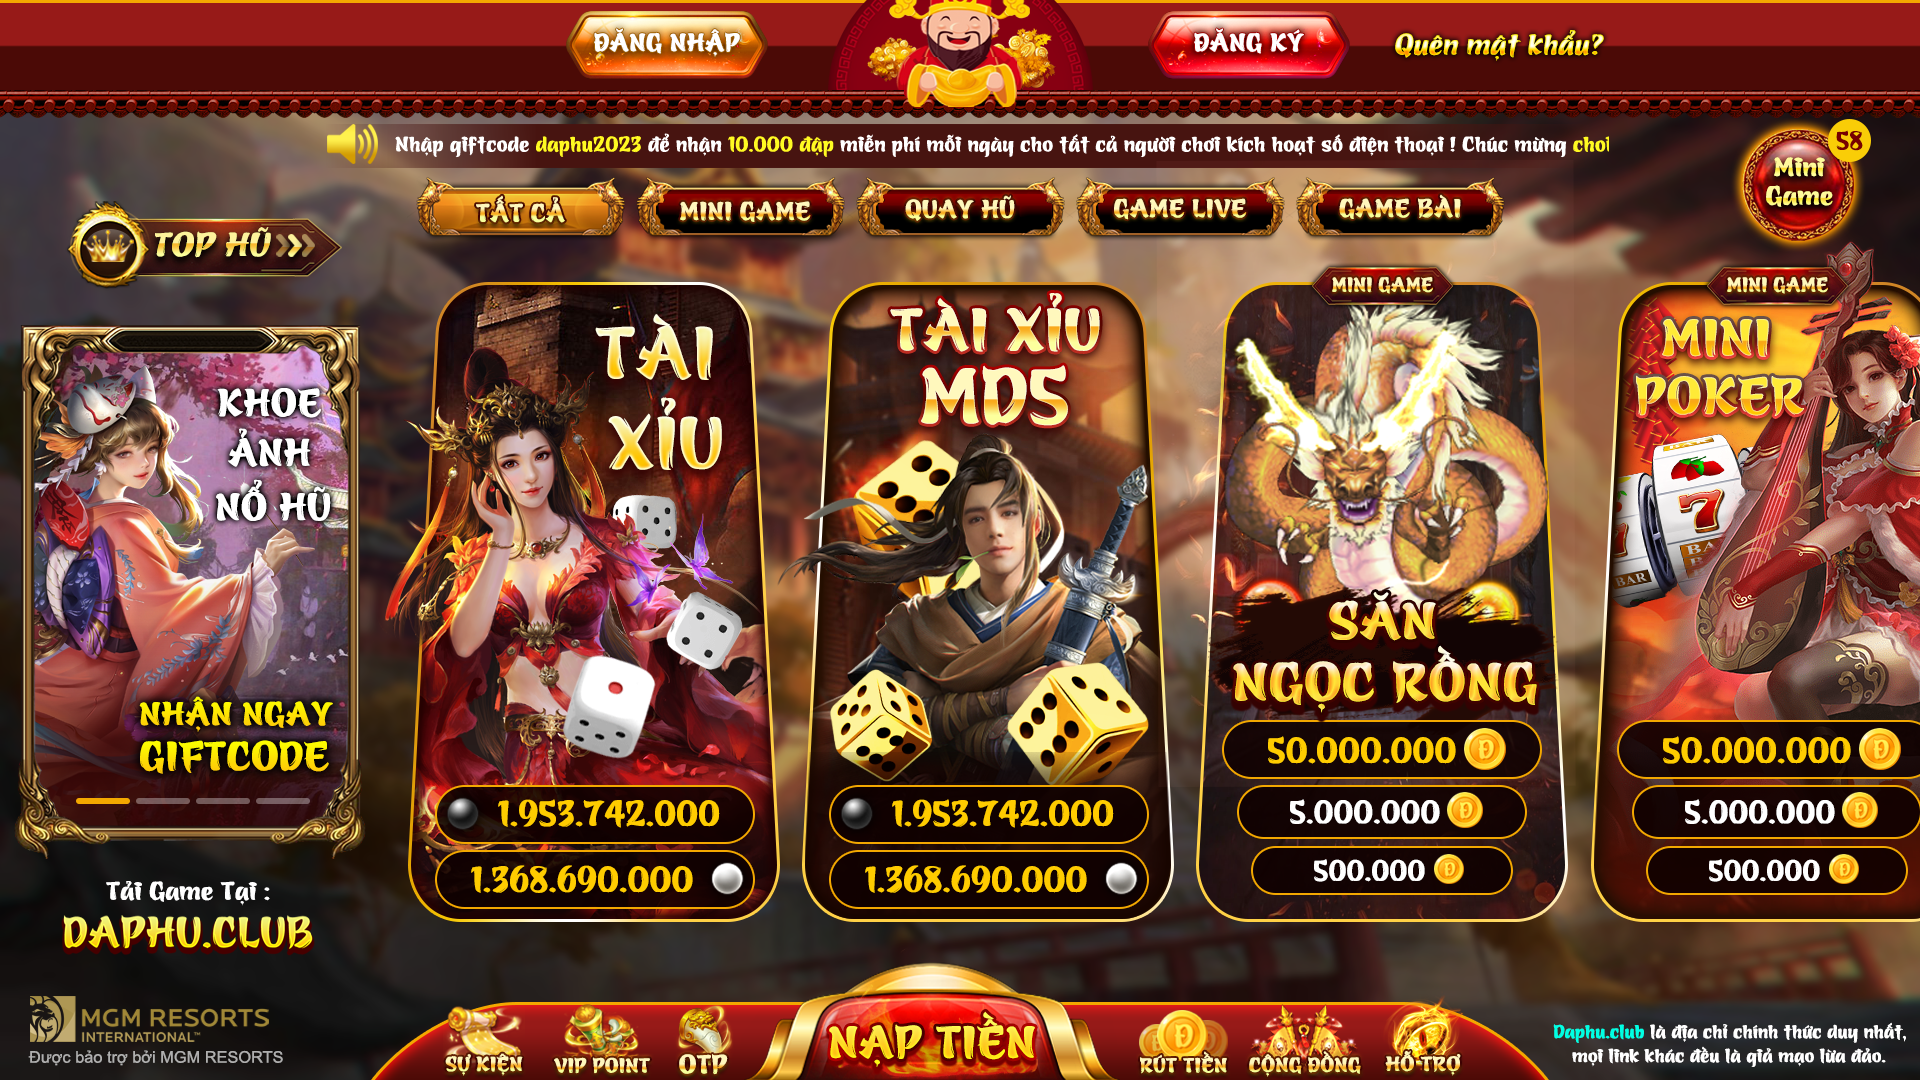 ĐĂNG NHẬP
ĐĂNG KÝ
Quên mật khẩu?
Nhập giftcode daphu2023 để nhận 10.000 đập miễn phí mỗi ngày cho tất cả người chơi kích hoạt số điện thoại ! Chúc mừng chơi
58
Mini
Game
TẤT CẢ
MINI GAME
QUAY HŨ
GAME LIVE
GAME BÀI
TOP HŨ
KHOE
ẢNH
NỔ HŨ
NHẬN NGAY
GIFTCODE
TÀI
XỈU
1.953.742.000
1.368.690.000
TÀI XỈU
MD5
1.953.742.000
1.368.690.000
MINI GAME
SĂN
NGỌC RỒNG
50.000.000
5.000.000
500.000
MINI GAME
MINI
POKER
7
BAR
BA
50.000.000
5.000.000
500.000
Tải Game Tại :
DAPHU.CLUB
MGM RESORTS
INTERNATIONAL™
Được bảo trợ bởi MGM RESORTS
SỰ KIỆN
VIP POINT
OTP
NẠP TIỀN
RÚT TIỀN
CỘNG ĐỒNG
HỖ TRỢ
Daphu.club là địa chỉ chính thức duy nhất,
mọi link khác đều là giả mạo lừa đảo.